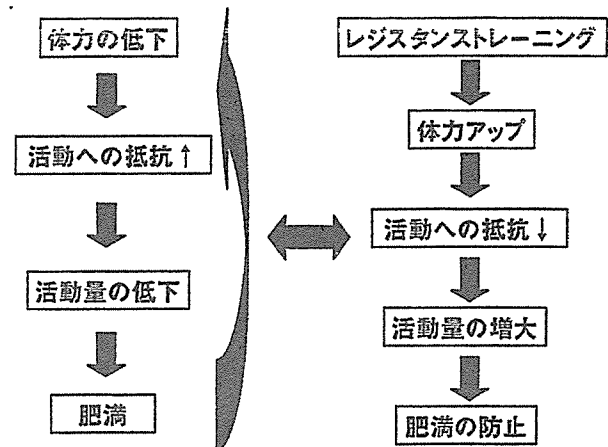 体力の低下
活動への抵抗↑
活動量の低下
肥満
レジスタンストレーニング
体力アップ
活動への抵抗↓
活動量の増大
肥満の防止